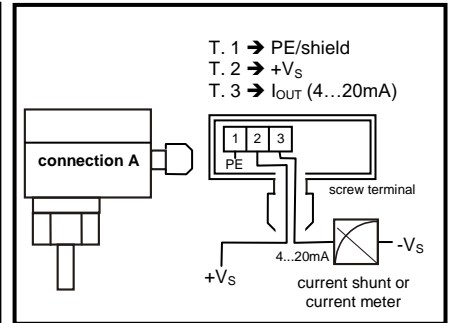 T. 1 ➔ PE/shield
T. 2 ➔ +VS
T. 3 ➔ IOUT (4…20mA)
connection A
1 2 3
PE
screw terminal
4...20mA
-VS
+VS
current shunt or
current meter